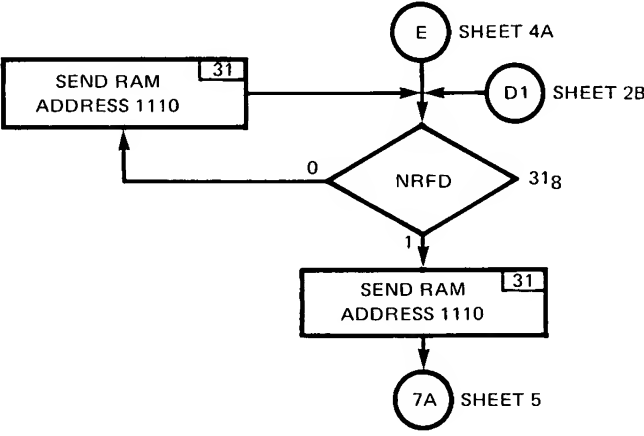 E SHEET 4A
31
SEND RAM
ADDRESS 1110
D1 SHEET 2B
0
NRFD
31₈
1
31
SEND RAM
ADDRESS 1110
7A SHEET 5